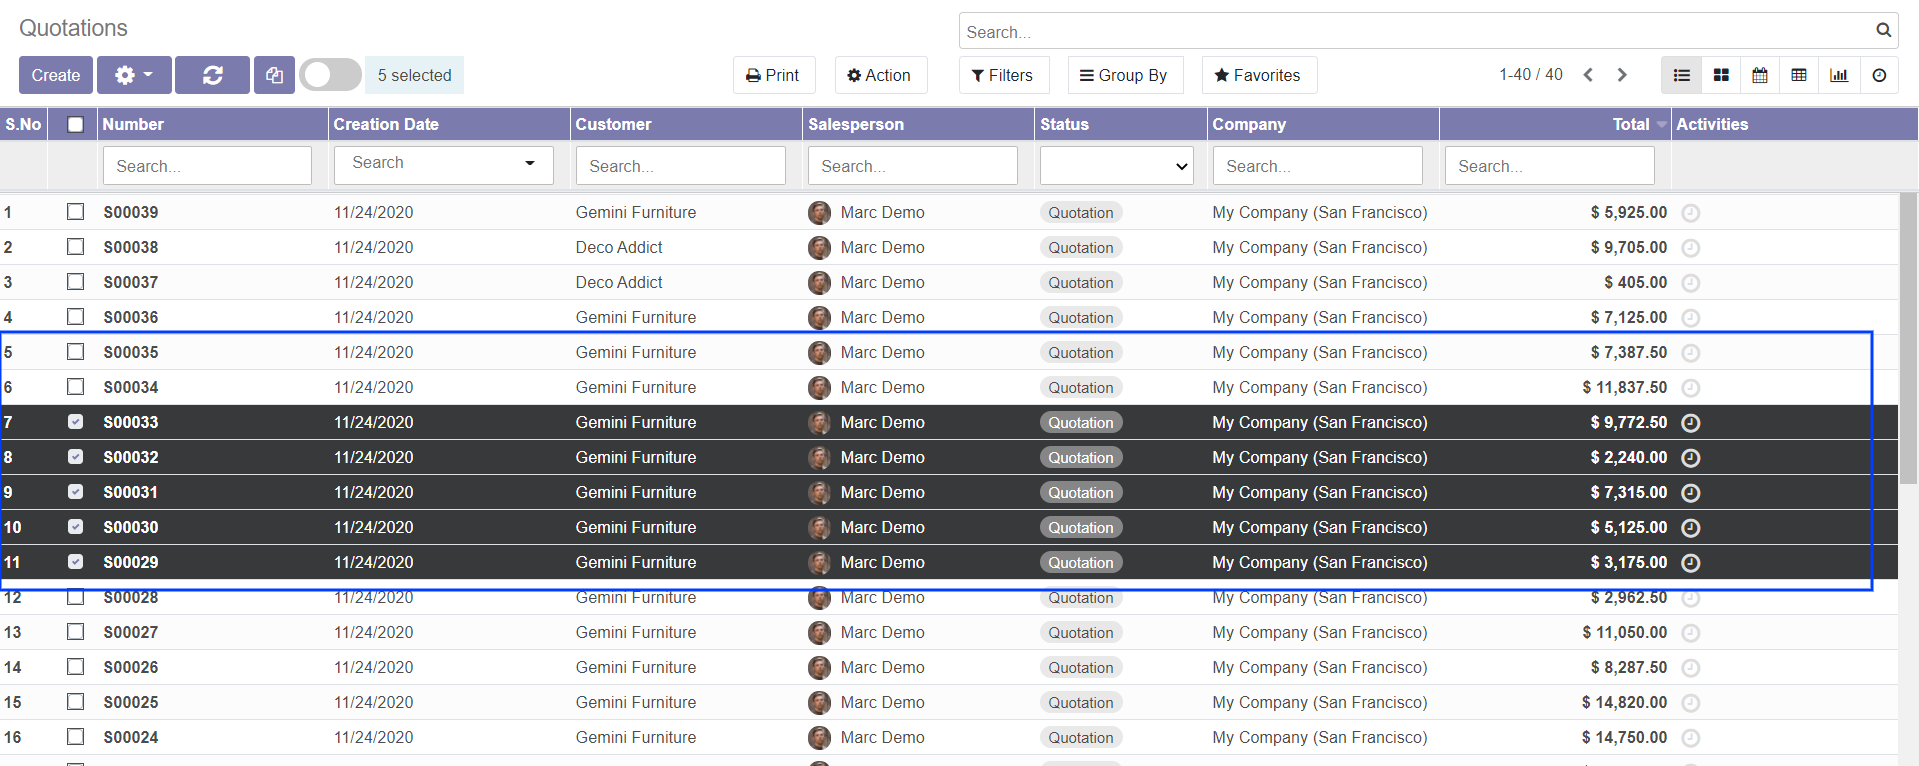 Quotations
Search...
Create
5 selected
Print
Action
Filters
Group By
Favorites
1-40 / 40
S.No Number Creation Date Customer Salesperson Status Company Total Activities
Search... Search Search... Search... Search... Search...
1 S00039 11/24/2020 Gemini Furniture Marc Demo Quotation My Company (San Francisco) $ 5,925.00
2 S00038 11/24/2020 Deco Addict Marc Demo Quotation My Company (San Francisco) $ 9,705.00
3 S00037 11/24/2020 Deco Addict Marc Demo Quotation My Company (San Francisco) $ 405.00
4 S00036 11/24/2020 Gemini Furniture Marc Demo Quotation My Company (San Francisco) $ 7,125.00
5 S00035 11/24/2020 Gemini Furniture Marc Demo Quotation My Company (San Francisco) $ 7,387.50
6 S00034 11/24/2020 Gemini Furniture Marc Demo Quotation My Company (San Francisco) $ 11,837.50
7 S00033 11/24/2020 Gemini Furniture Marc Demo Quotation My Company (San Francisco) $ 9,772.50
8 S00032 11/24/2020 Gemini Furniture Marc Demo Quotation My Company (San Francisco) $ 2,240.00
9 S00031 11/24/2020 Gemini Furniture Marc Demo Quotation My Company (San Francisco) $ 7,315.00
10 S00030 11/24/2020 Gemini Furniture Marc Demo Quotation My Company (San Francisco) $ 5,125.00
11 S00029 11/24/2020 Gemini Furniture Marc Demo Quotation My Company (San Francisco) $ 3,175.00
12 S00028 11/24/2020 Gemini Furniture Marc Demo Quotation My Company (San Francisco) $ 2,962.50
13 S00027 11/24/2020 Gemini Furniture Marc Demo Quotation My Company (San Francisco) $ 11,050.00
14 S00026 11/24/2020 Gemini Furniture Marc Demo Quotation My Company (San Francisco) $ 8,287.50
15 S00025 11/24/2020 Gemini Furniture Marc Demo Quotation My Company (San Francisco) $ 14,820.00
16 S00024 11/24/2020 Gemini Furniture Marc Demo Quotation My Company (San Francisco) $ 14,750.00